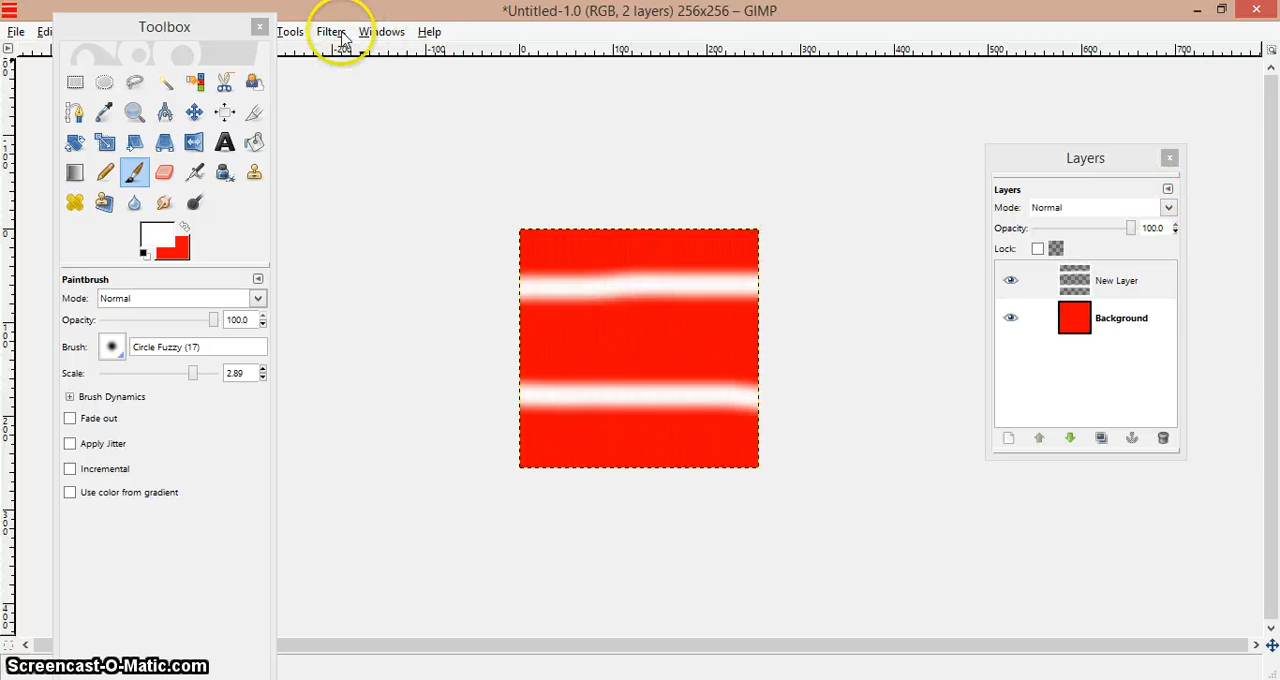 *Untitled-1.0 (RGB, 2 layers) 256x256 – GIMP
File Edi Tools Filters Windows Help
Toolbox
-200 -100 0 100 200 300 400 500 600 700
Paintbrush
Mode: Normal
Opacity: 100.0
Brush: Circle Fuzzy (17)
Scale: 2.89
Brush Dynamics
Fade out
Apply Jitter
Incremental
Use color from gradient
Layers
Layers
Mode: Normal
Opacity: 100.0
Lock:
New Layer
Background
Screencast-O-Matic.com